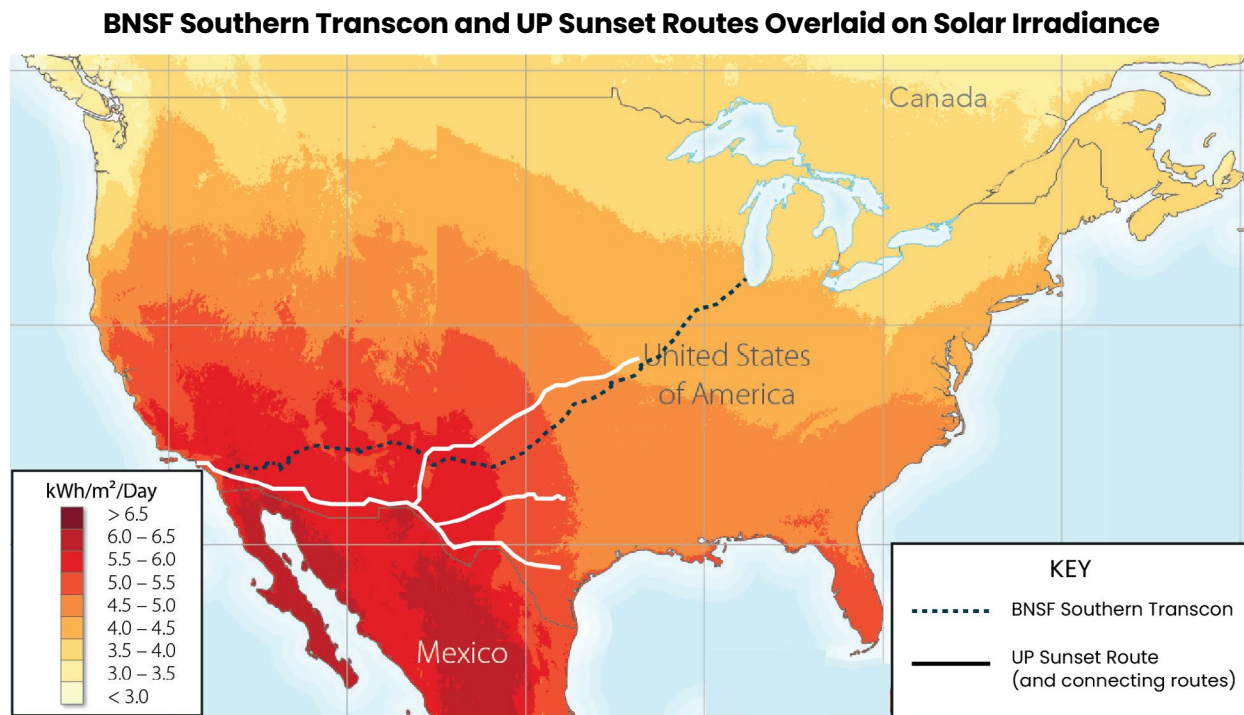 BNSF Southern Transcon and UP Sunset Routes Overlaid on Solar Irradiance
Canada
United States
of America
Mexico
kWh/m²/Day
> 6.5
6.0 – 6.5
5.5 – 6.0
5.0 – 5.5
4.5 – 5.0
4.0 – 4.5
3.5 – 4.0
3.0 – 3.5
< 3.0
KEY
BNSF Southern Transcon
UP Sunset Route
(and connecting routes)